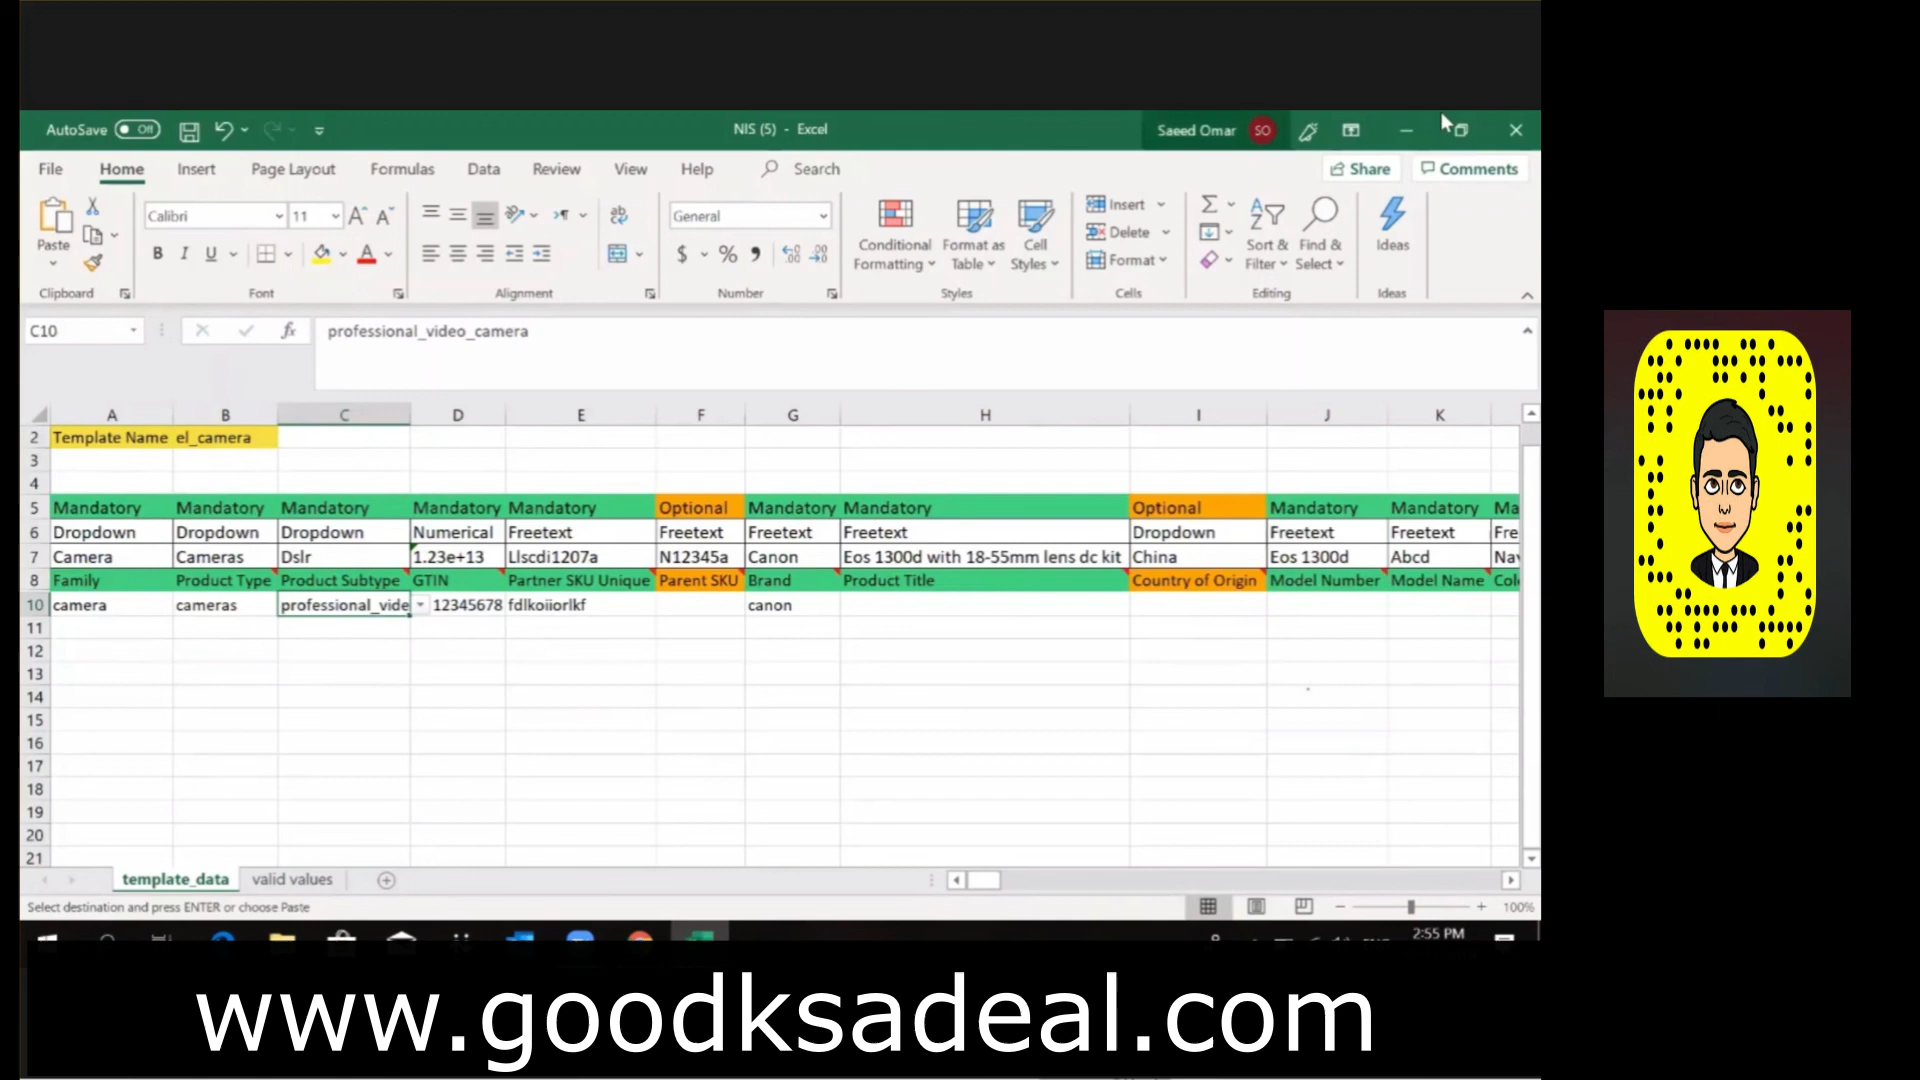 AutoSave Off
NIS (5) - Excel
Saeed Omar SO
File Home Insert Page Layout Formulas Data Review View Help Search
Share Comments
Paste
Calibri 11
B I U
General
$ % 
Conditional Formatting
Format as Table
Cell Styles
Insert
Delete
Format
Sort & Filter
Find & Select
Ideas
Clipboard Font Alignment Number Styles Cells Editing Ideas
C10 fx professional_video_camera
A B C D E F G H I J K
2 Template Name el_camera
3
4
5 Mandatory Mandatory Mandatory Mandatory Mandatory Optional Mandatory Mandatory Optional Mandatory Mandatory Ma
6 Dropdown Dropdown Dropdown Numerical Freetext Freetext Freetext Freetext Dropdown Freetext Freetext Fre
7 Camera Cameras Dslr 1.23e+13 Llscdi1207a N12345a Canon Eos 1300d with 18-55mm lens dc kit China Eos 1300d Abcd Nav
8 Family Product Type Product Subtype GTIN Partner SKU Unique Parent SKU Brand Product Title Country of Origin Model Number Model Name Col
10 camera cameras professional_vide 12345678 fdlkoiiorlkf canon
11
12
13
14
15
16
17
18
19
20
21
template_data valid values
Select destination and press ENTER or choose Paste
100%
2:55 PM
www.goodksadeal.com